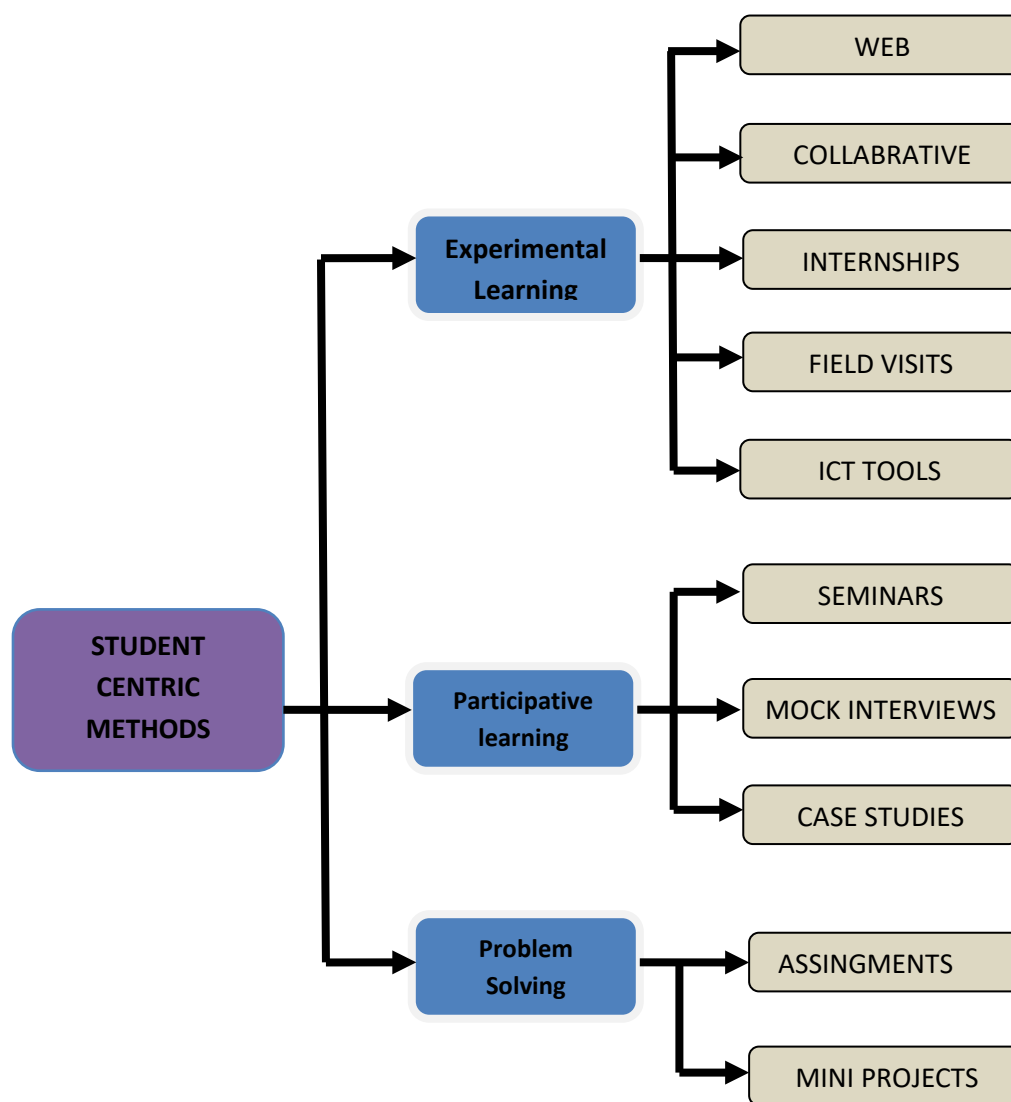 WEB
COLLABRATIVE
Experimental
Learning
INTERNSHIPS
FIELD VISITS
ICT TOOLS
SEMINARS
STUDENT
CENTRIC
METHODS
Participative
learning
MOCK INTERVIEWS
CASE STUDIES
Problem
Solving
ASSINGMENTS
MINI PROJECTS